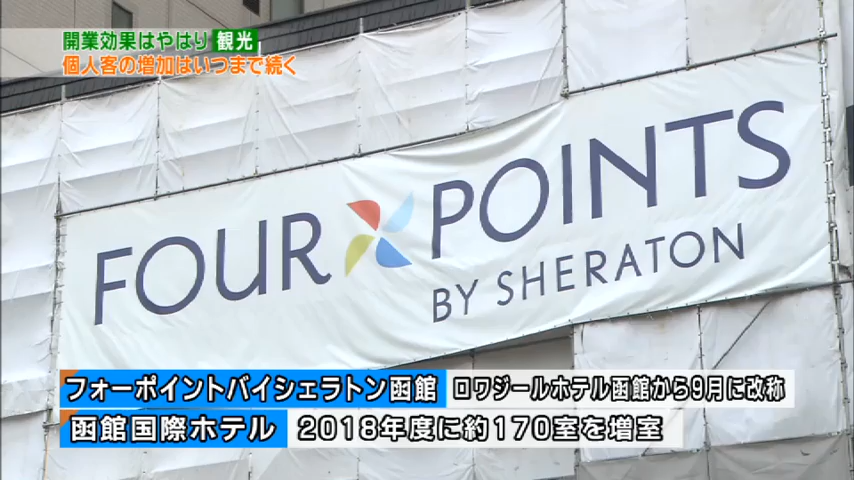 開業効果はやはり観光
個人客の増加はいつまで続く
FOUR POINTS
BY SHERATON
フォーポイントバイシェラトン函館 ロワジールホテル函館から9月に改称
函館国際ホテル 2018年度に約170室を増室